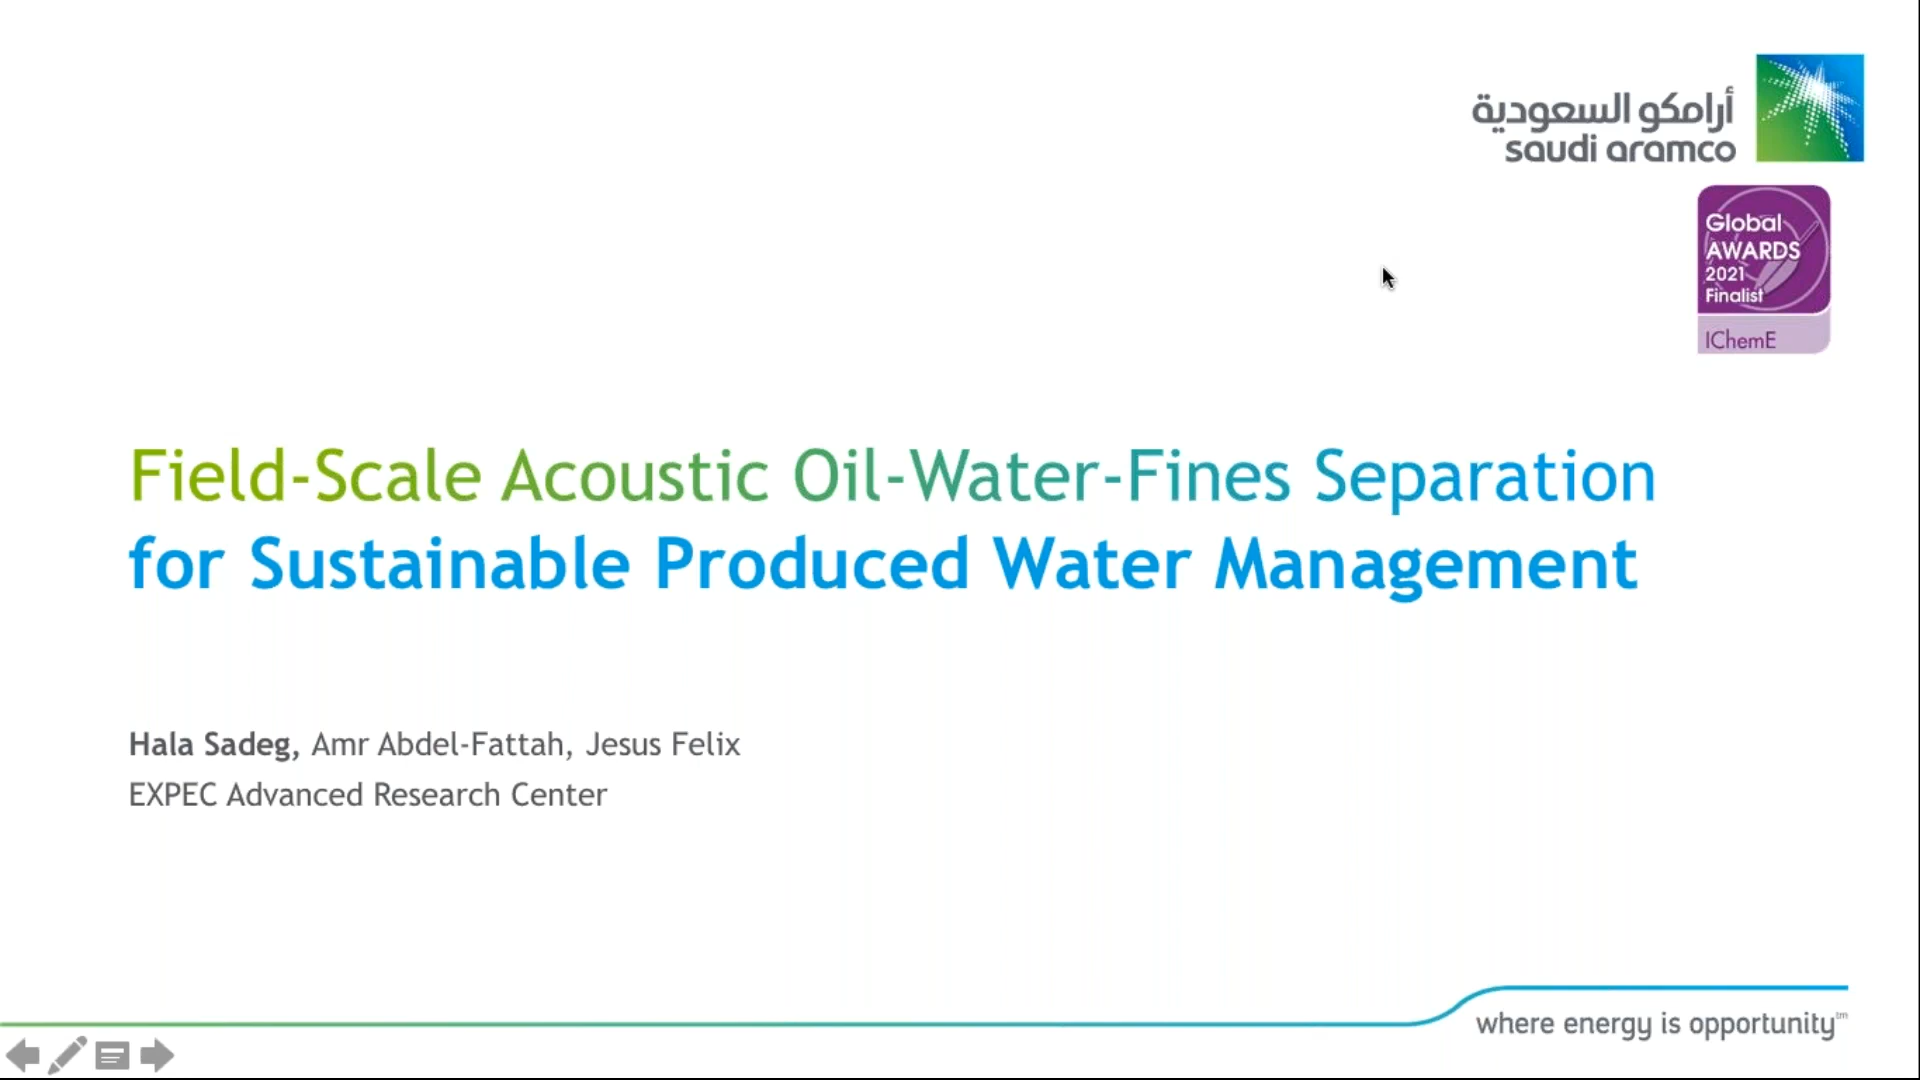 أرامكو السعودية
saudi aramco
Global
AWARDS
2021
Finalist
IChemE
Field-Scale Acoustic Oil-Water-Fines Separation
for Sustainable Produced Water Management
Hala Sadeg, Amr Abdel-Fattah, Jesus Felix
EXPEC Advanced Research Center
where energy is opportunity™